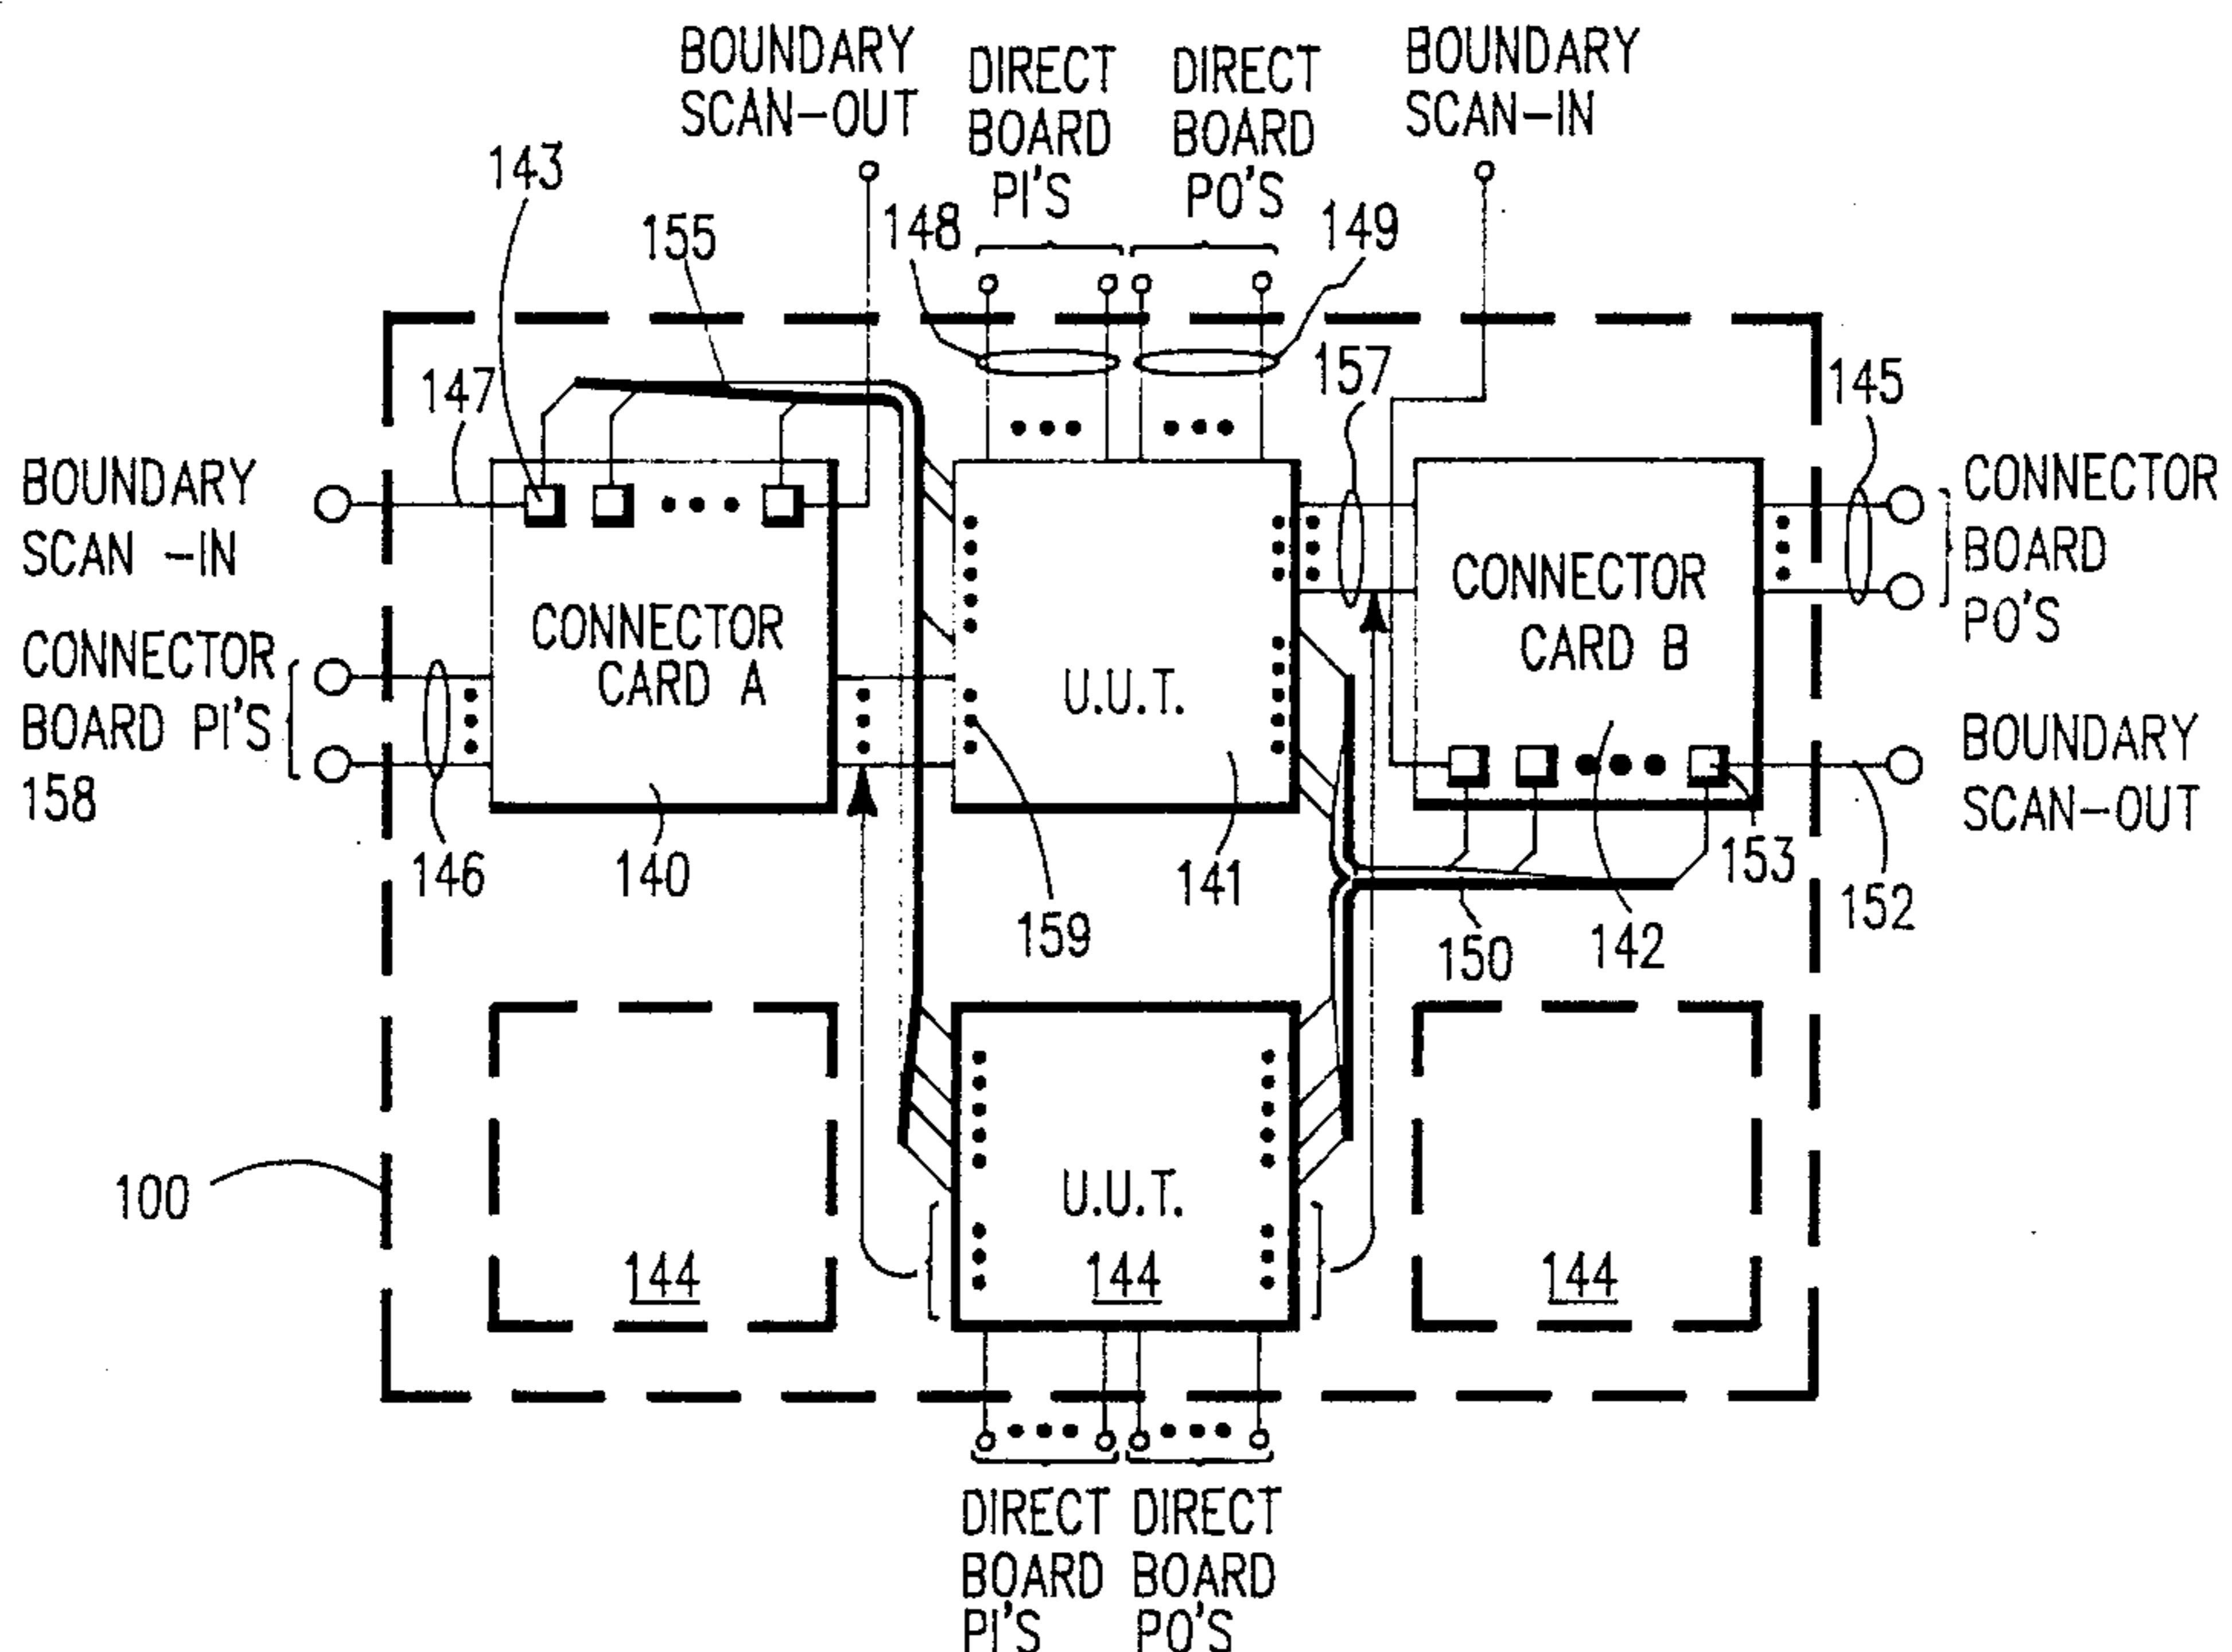 BOUNDARY
SCAN-OUT
DIRECT
BOARD
PI'S
DIRECT
BOARD
PO'S
BOUNDARY
SCAN-IN
143
155
148
149
147
157
145
BOUNDARY
SCAN -IN
CONNECTOR
BOARD
PO'S
CONNECTOR
CARD A
U.U.T.
CONNECTOR
CARD B
CONNECTOR
BOARD PI'S
158
BOUNDARY
SCAN-OUT
146
140
159
141
150
142
153
152
100
144
U.U.T.
144
144
DIRECT
BOARD
PI'S
DIRECT
BOARD
PO'S